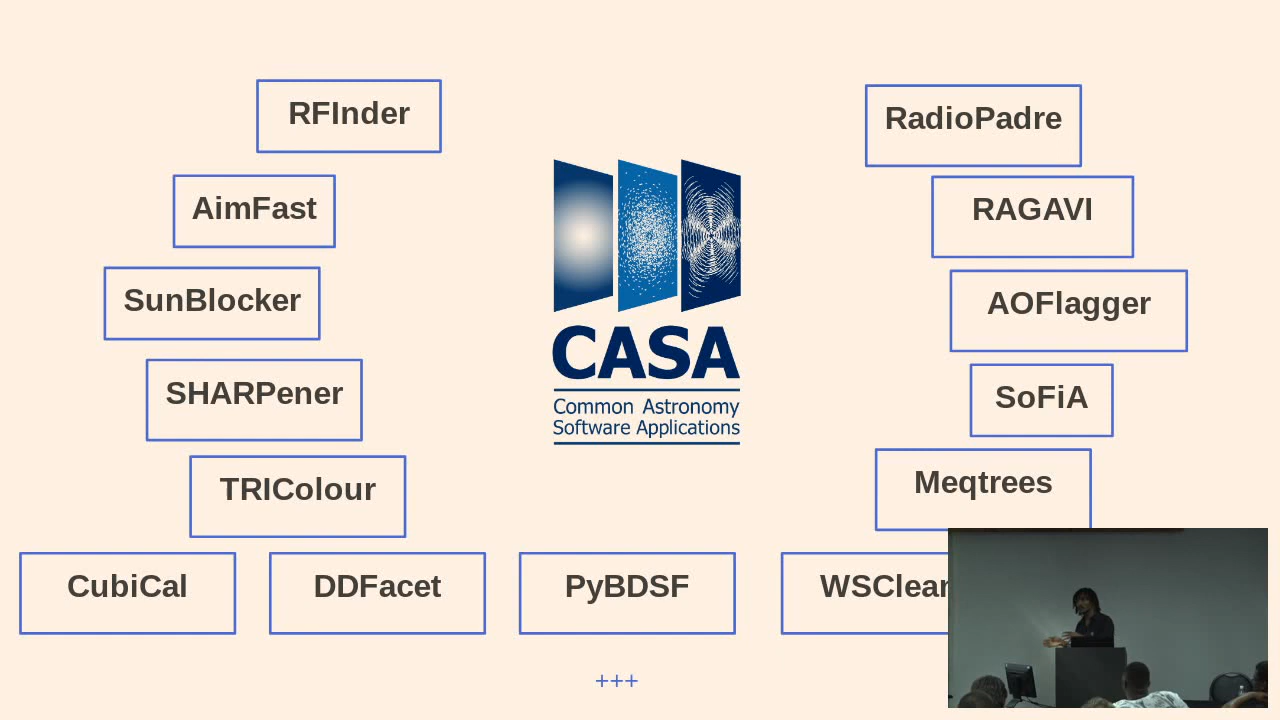 RFInder
RadioPadre
AimFast
RAGAVI
SunBlocker
AOFlagger
CASA
Common Astronomy
Software Applications
SHARPener
SoFiA
TRIColour
Meqtrees
CubiCal
DDFacet
PyBDSF
WSClean
+++